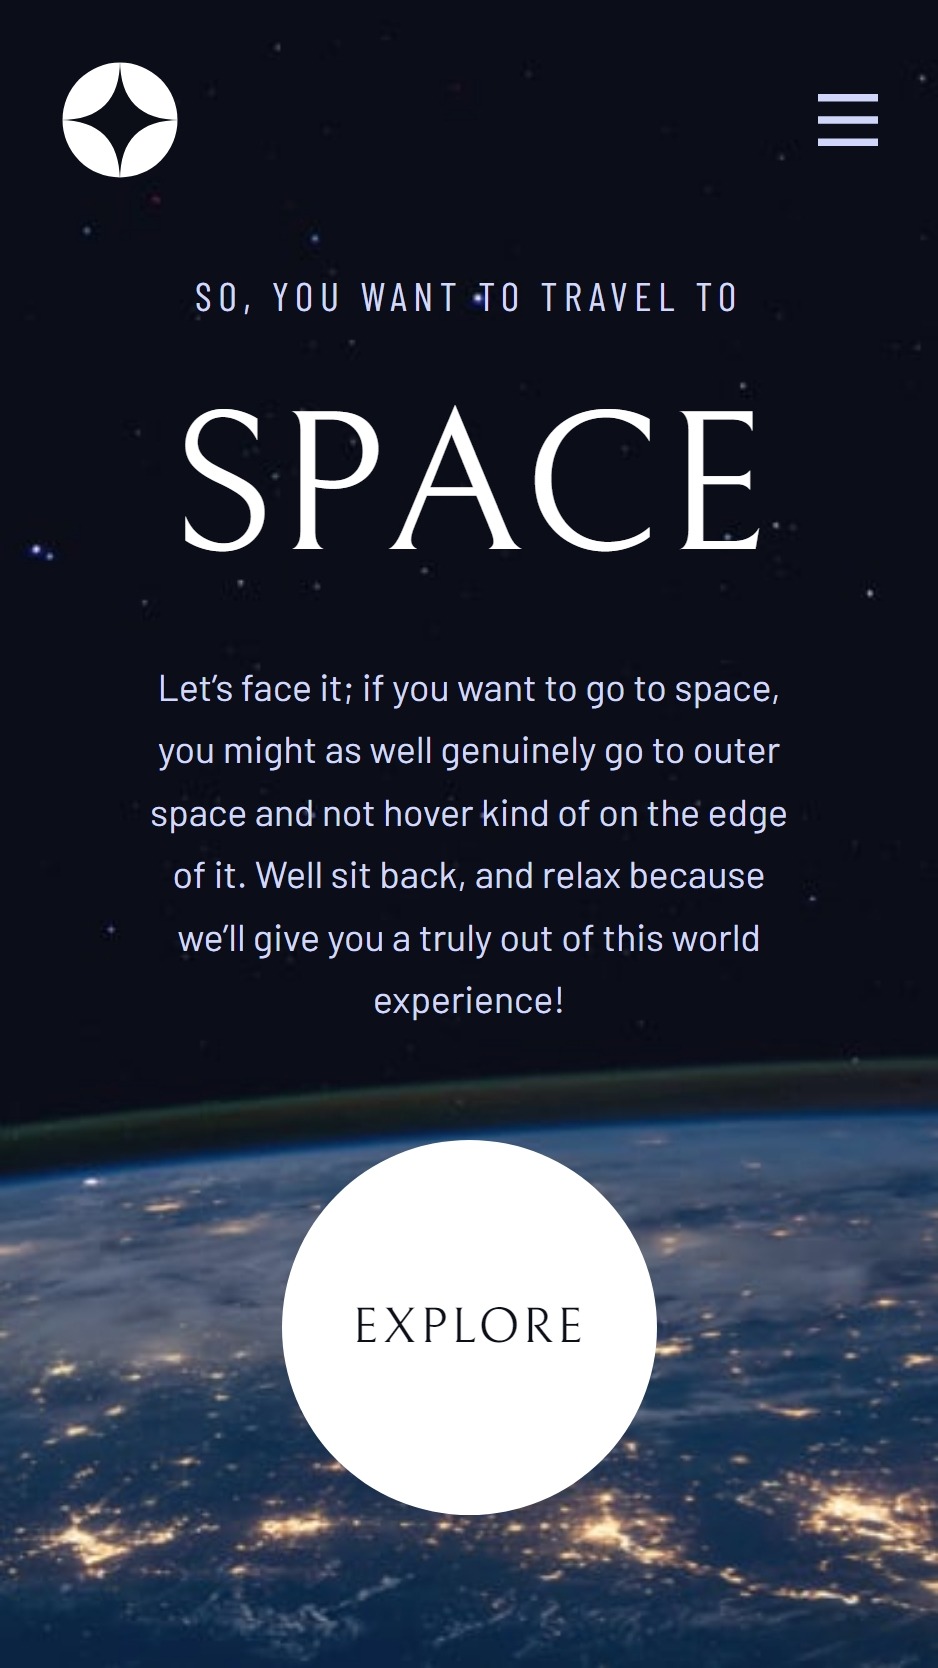 SO, YOU WANT TO TRAVEL TO
SPACE
Let’s face it; if you want to go to space,
you might as well genuinely go to outer
space and not hover kind of on the edge
of it. Well sit back, and relax because
we’ll give you a truly out of this world
experience!
EXPLORE